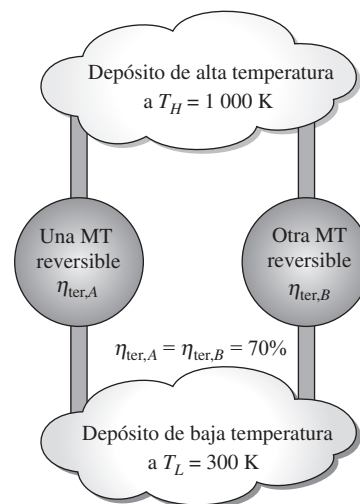 Depósito de alta temperatura
a T_H = 1 000 K
Una MT
reversible
η_ter,A
Otra MT
reversible
η_ter,B
η_ter,A = η_ter,B = 70%
Depósito de baja temperatura
a T_L = 300 K